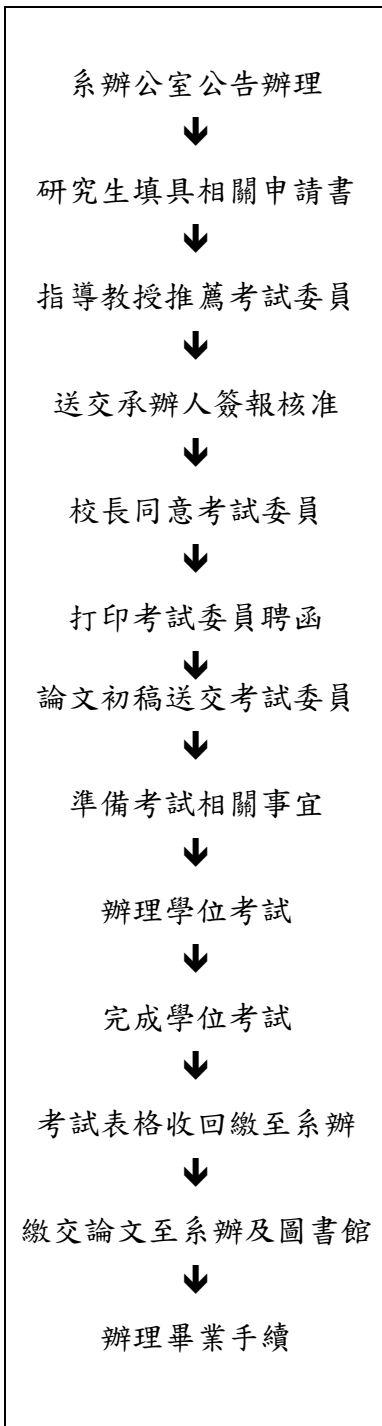 系辦公室公告辦理
研究生填具相關申請書
指導教授推薦考試委員
送交承辦人簽報核准
校長同意考試委員
打印考試委員聘函
論文初稿送交考試委員
準備考試相關事宜
辦理學位考試
完成學位考試
考試表格收回繳至系辦
繳交論文至系辦及圖書館
辦理畢業手續